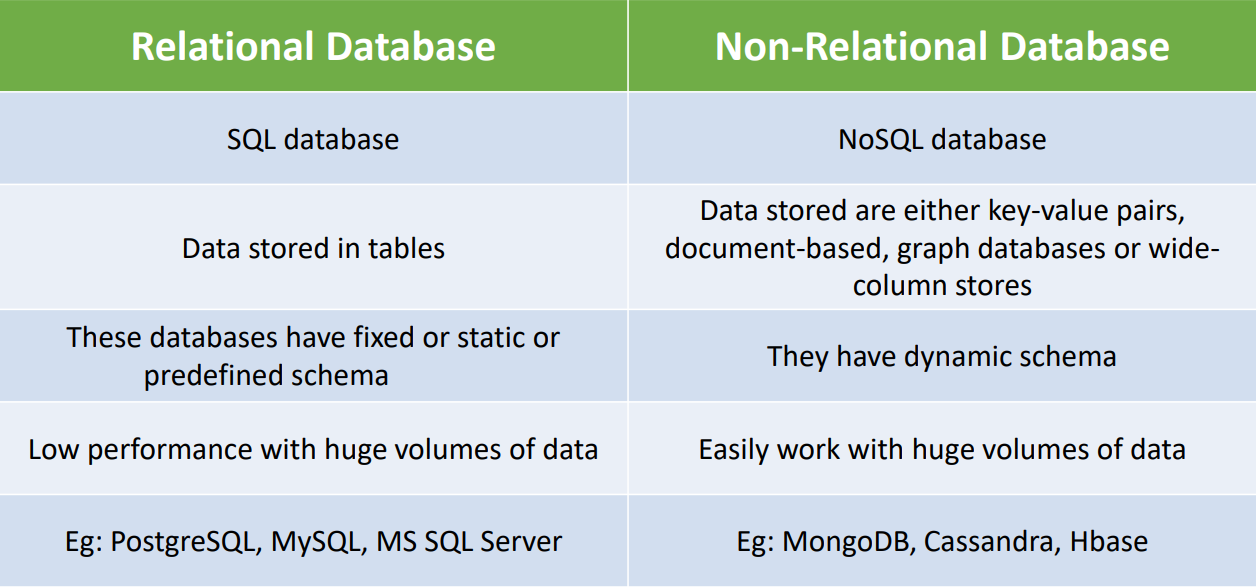 Relational Database
Non-Relational Database
SQL database
NoSQL database
Data stored in tables
Data stored are either key-value pairs,
document-based, graph databases or wide-
column stores
These databases have fixed or static or
predefined schema
They have dynamic schema
Low performance with huge volumes of data
Easily work with huge volumes of data
Eg: PostgreSQL, MySQL, MS SQL Server
Eg: MongoDB, Cassandra, Hbase